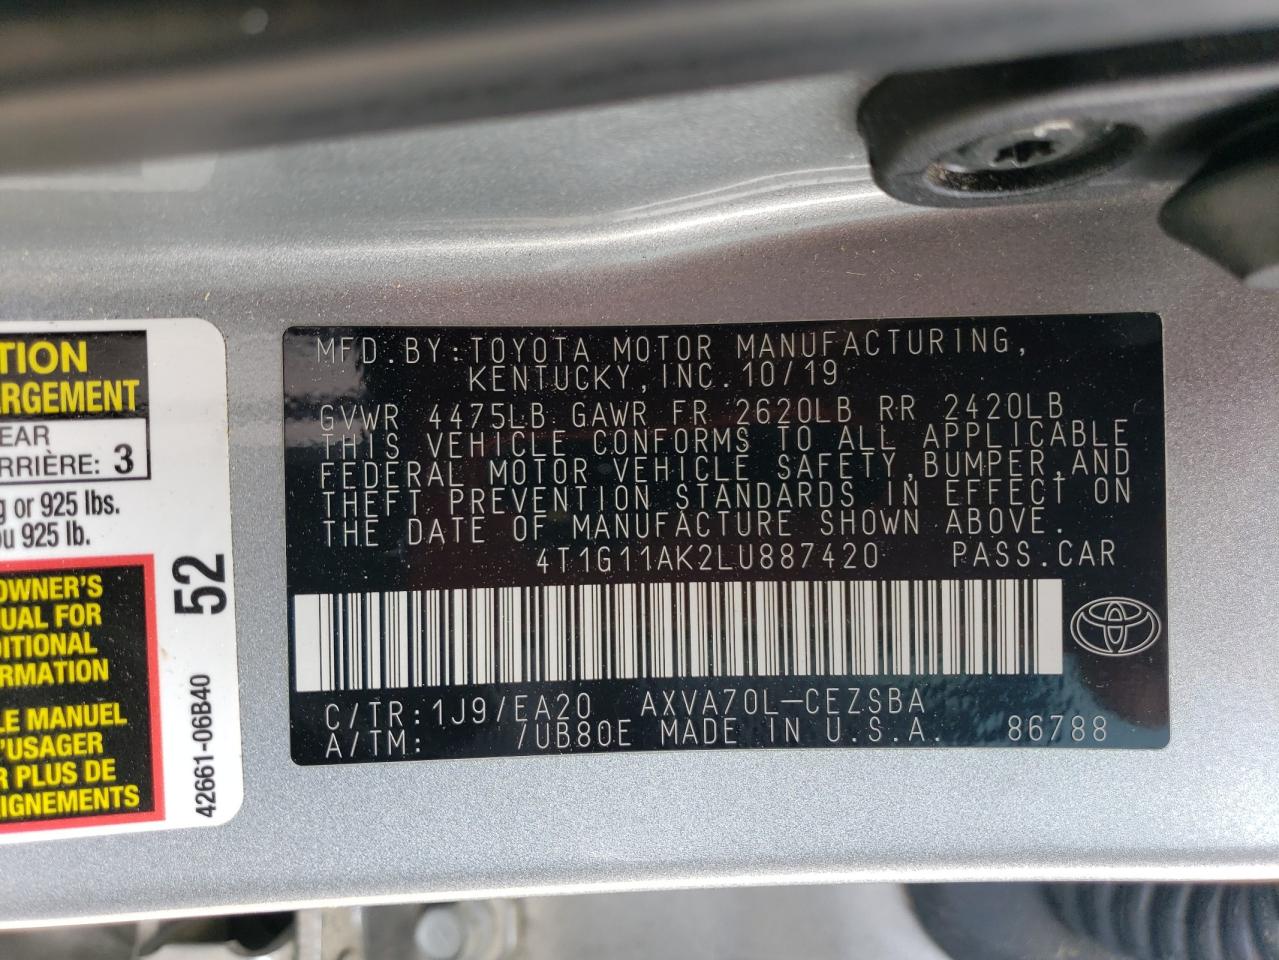 TION
ARGEMENT
EAR
ARRIÈRE: 3
g or 925 lbs.
ou 925 lb.
OWNER'S
NUAL FOR
DITIONAL
RMATION
LE MANUEL
D'USAGER
R PLUS DE
IGNEMENTS
52
42661-06B40
MFD.BY:TOYOTA MOTOR MANUFACTURING,
KENTUCKY,INC.10/19
GVWR 4475LB GAWR FR 2620LB RR 2420LB
THIS VEHICLE CONFORMS TO ALL APPLICABLE
FEDERAL MOTOR VEHICLE SAFETY,BUMPER,AND
THEFT PREVENTION STANDARDS IN EFFECT ON
THE DATE OF MANUFACTURE SHOWN ABOVE.
4T1G11AK2LU887420 PASS.CAR
C/TR:1J9/EA20 AXVA70L-CEZSBA
A/TM: /UB80E MADE IN U.S.A. 86788